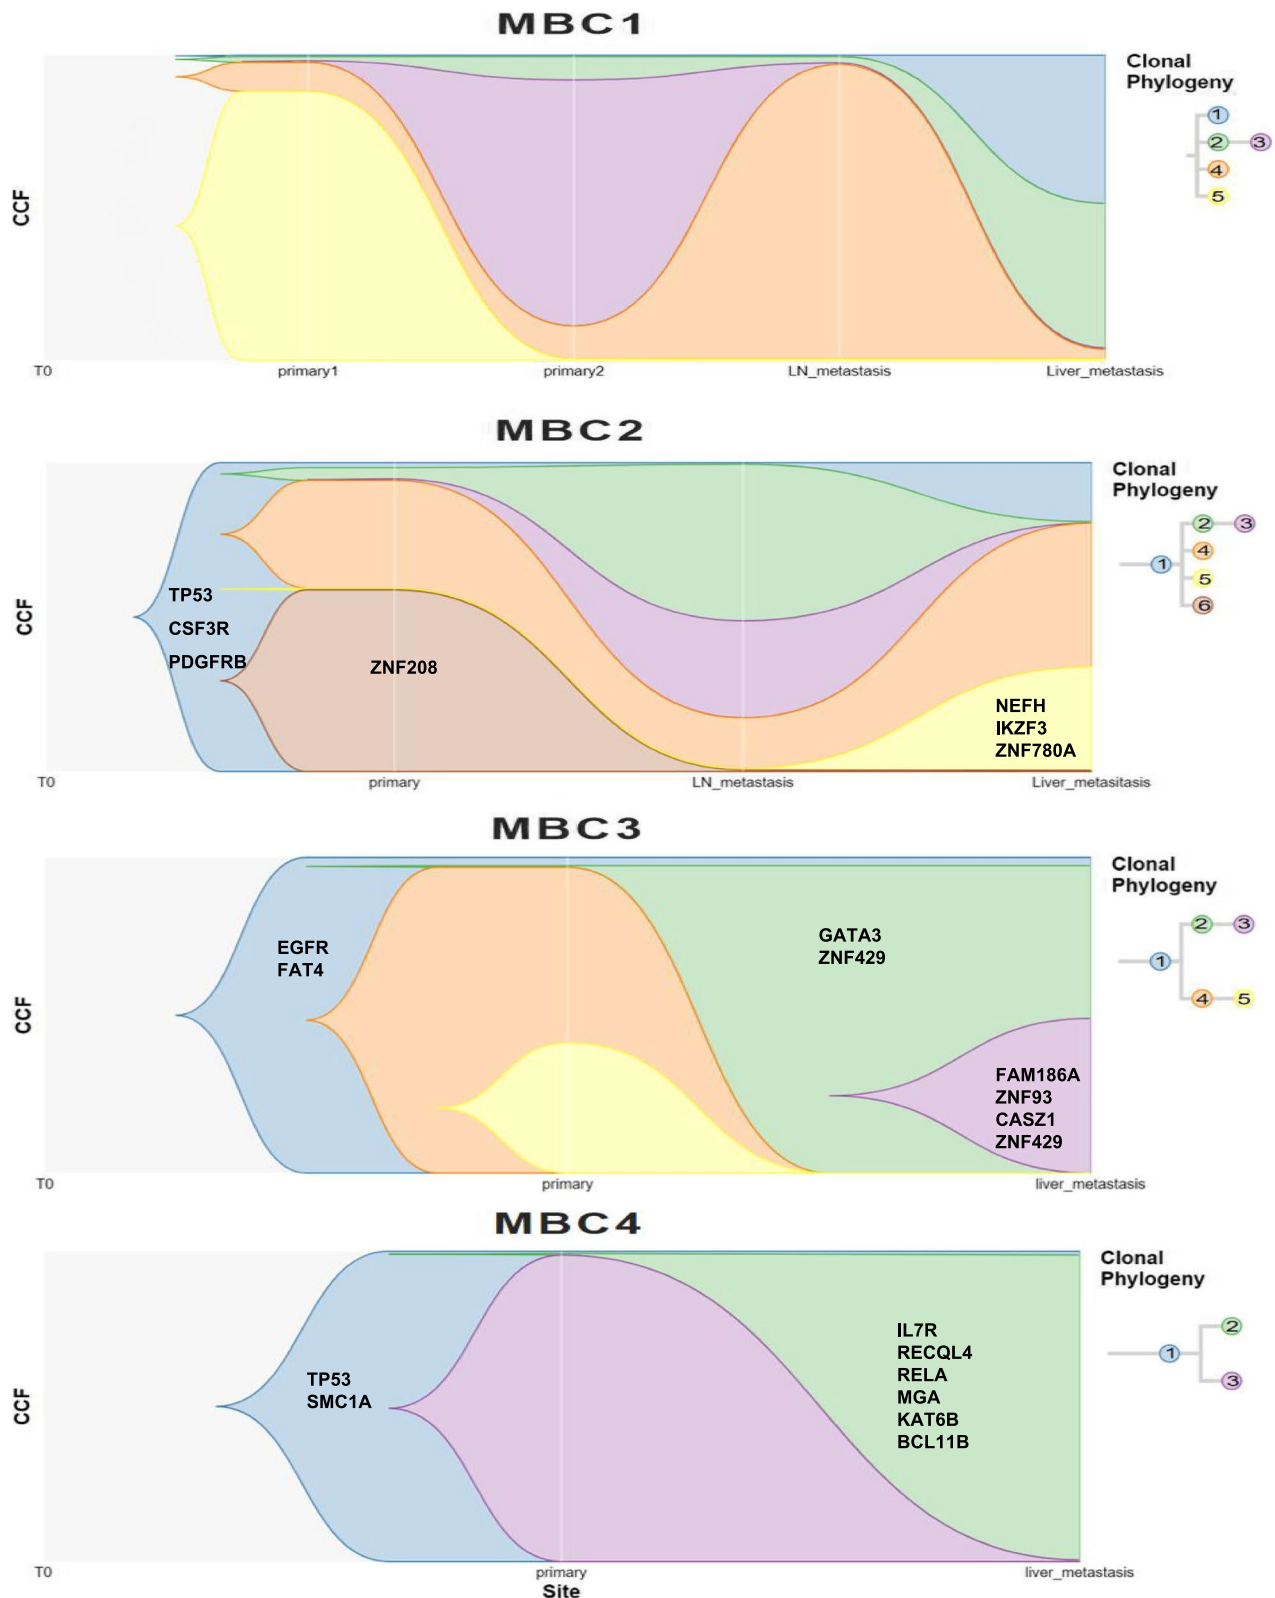 MBC1
Clonal
Phylogeny
1
2 3
4
5
CCF
T0 primary1 primary2 LN_metastasis Liver_metastasis
MBC2
Clonal
Phylogeny
2 3
4
1
5
6
TP53
CSF3R
PDGFRB
ZNF208
NEFH
IKZF3
ZNF780A
CCF
T0 primary LN_metastasis Liver_metasitasis
MBC3
Clonal
Phylogeny
2 3
1
4 5
EGFR
FAT4
GATA3
ZNF429
FAM186A
ZNF93
CASZ1
ZNF429
CCF
T0 primary liver_metastasis
MBC4
Clonal
Phylogeny
2
1
3
TP53
SMC1A
IL7R
RECQL4
RELA
MGA
KAT6B
BCL11B
CCF
T0 primary liver_metastasis
Site